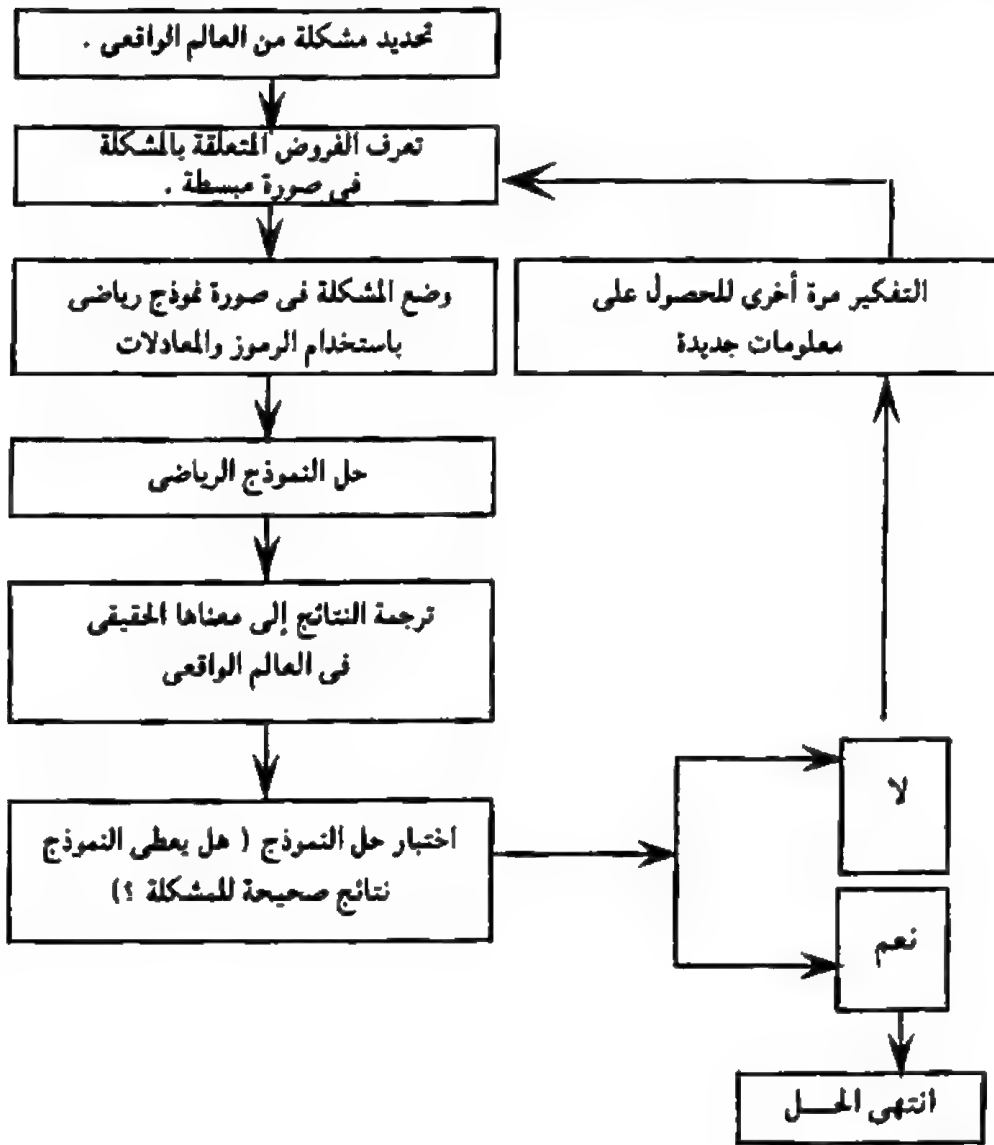 تحديد مشكلة من العالم الواقعى .
تعرف الفروض المتعلقة بالمشكلة
فى صورة مبسطة .
وضع المشكلة فى صورة نموذج رياضى
باستخدام الرموز والمعادلات
التفكير مرة أخرى للحصول على
معلومات جديدة
حل النموذج الرياضى
ترجمة النتائج إلى معناها الحقيقى
فى العالم الواقعى
اختبار حل النموذج ( هل يعطى النموذج
نتائج صحيحة للمشكلة ؟)
لا
نعم
انتهى الحــل